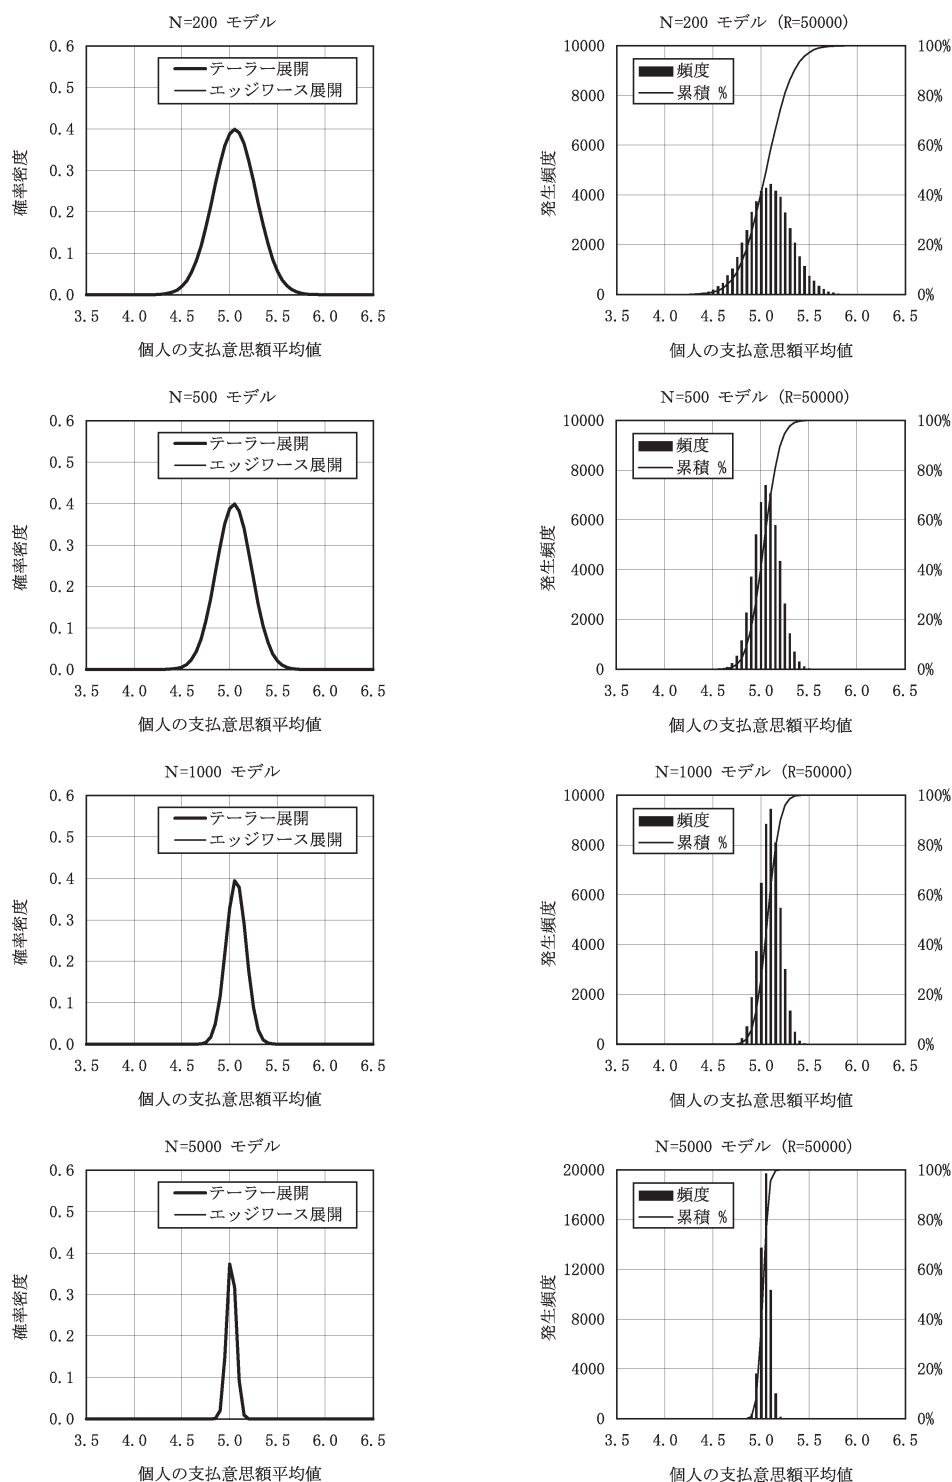 N=200 モデル
0.6
0.5
0.4
0.3
0.2
0.1
0.0
確率密度
テーラー展開
エッジワース展開
3.5 4.0 4.5 5.0 5.5 6.0 6.5
個人の支払意思額平均値
N=200 モデル (R=50000)
10000
8000
6000
4000
2000
0
発生頻度
頻度
累積 %
100%
80%
60%
40%
20%
0%
3.5 4.0 4.5 5.0 5.5 6.0 6.5
個人の支払意思額平均値
N=500 モデル
0.6
0.5
0.4
0.3
0.2
0.1
0.0
確率密度
テーラー展開
エッジワース展開
3.5 4.0 4.5 5.0 5.5 6.0 6.5
個人の支払意思額平均値
N=500 モデル (R=50000)
10000
8000
6000
4000
2000
0
発生頻度
頻度
累積 %
100%
80%
60%
40%
20%
0%
3.5 4.0 4.5 5.0 5.5 6.0 6.5
個人の支払意思額平均値
N=1000 モデル
0.6
0.5
0.4
0.3
0.2
0.1
0.0
確率密度
テーラー展開
エッジワース展開
3.5 4.0 4.5 5.0 5.5 6.0 6.5
個人の支払意思額平均値
N=1000 モデル (R=50000)
10000
8000
6000
4000
2000
0
発生頻度
頻度
累積 %
100%
80%
60%
40%
20%
0%
3.5 4.0 4.5 5.0 5.5 6.0 6.5
個人の支払意思額平均値
N=5000 モデル
0.6
0.5
0.4
0.3
0.2
0.1
0.0
確率密度
テーラー展開
エッジワース展開
3.5 4.0 4.5 5.0 5.5 6.0 6.5
個人の支払意思額平均値
N=5000 モデル (R=50000)
20000
16000
12000
8000
4000
0
発生頻度
頻度
累積 %
100%
80%
60%
40%
20%
0%
3.5 4.0 4.5 5.0 5.5 6.0 6.5
個人の支払意思額平均値